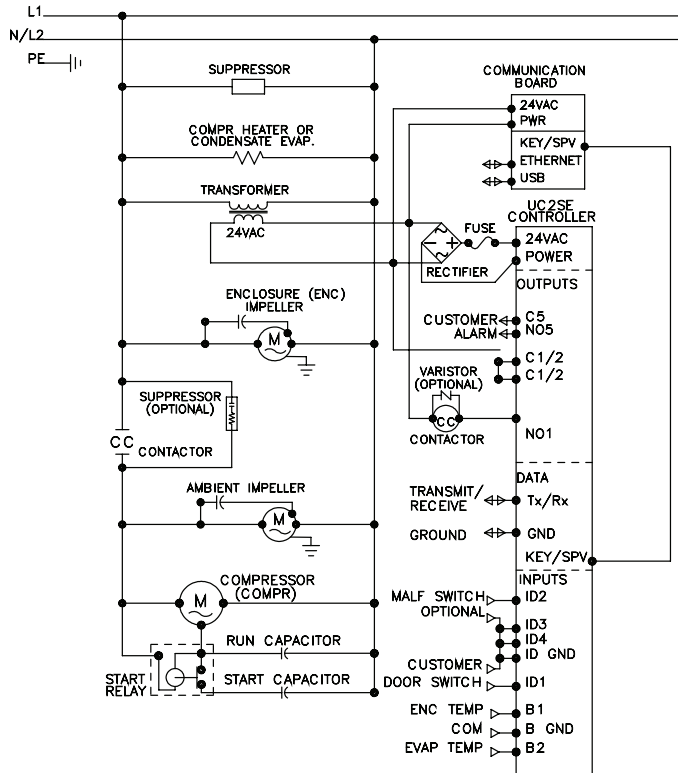 L1
N/L2
PE
SUPPRESSOR
COMPR HEATER OR
CONDENSATE EVAP.
TRANSFORMER
24VAC
COMMUNICATION
BOARD
24VAC
PWR
KEY/SPV
ETHERNET
USB
UC2SE
CONTROLLER
FUSE
24VAC
POWER
RECTIFIER
OUTPUTS
ENCLOSURE (ENC)
IMPELLER
M
CUSTOMER
ALARM
C5
NO5
C1/2
C1/2
VARISTOR
(OPTIONAL)
CC
CONTACTOR
NO1
SUPPRESSOR
(OPTIONAL)
CC
CONTACTOR
AMBIENT IMPELLER
M
DATA
TRANSMIT/
RECEIVE
Tx/Rx
GROUND
GND
KEY/SPV
INPUTS
COMPRESSOR
(COMPR)
M
MALF SWITCH
ID2
OPTIONAL
ID3
ID4
ID GND
CUSTOMER
DOOR SWITCH
ID1
RUN CAPACITOR
START
RELAY
START CAPACITOR
ENC TEMP
B1
COM
B GND
EVAP TEMP
B2